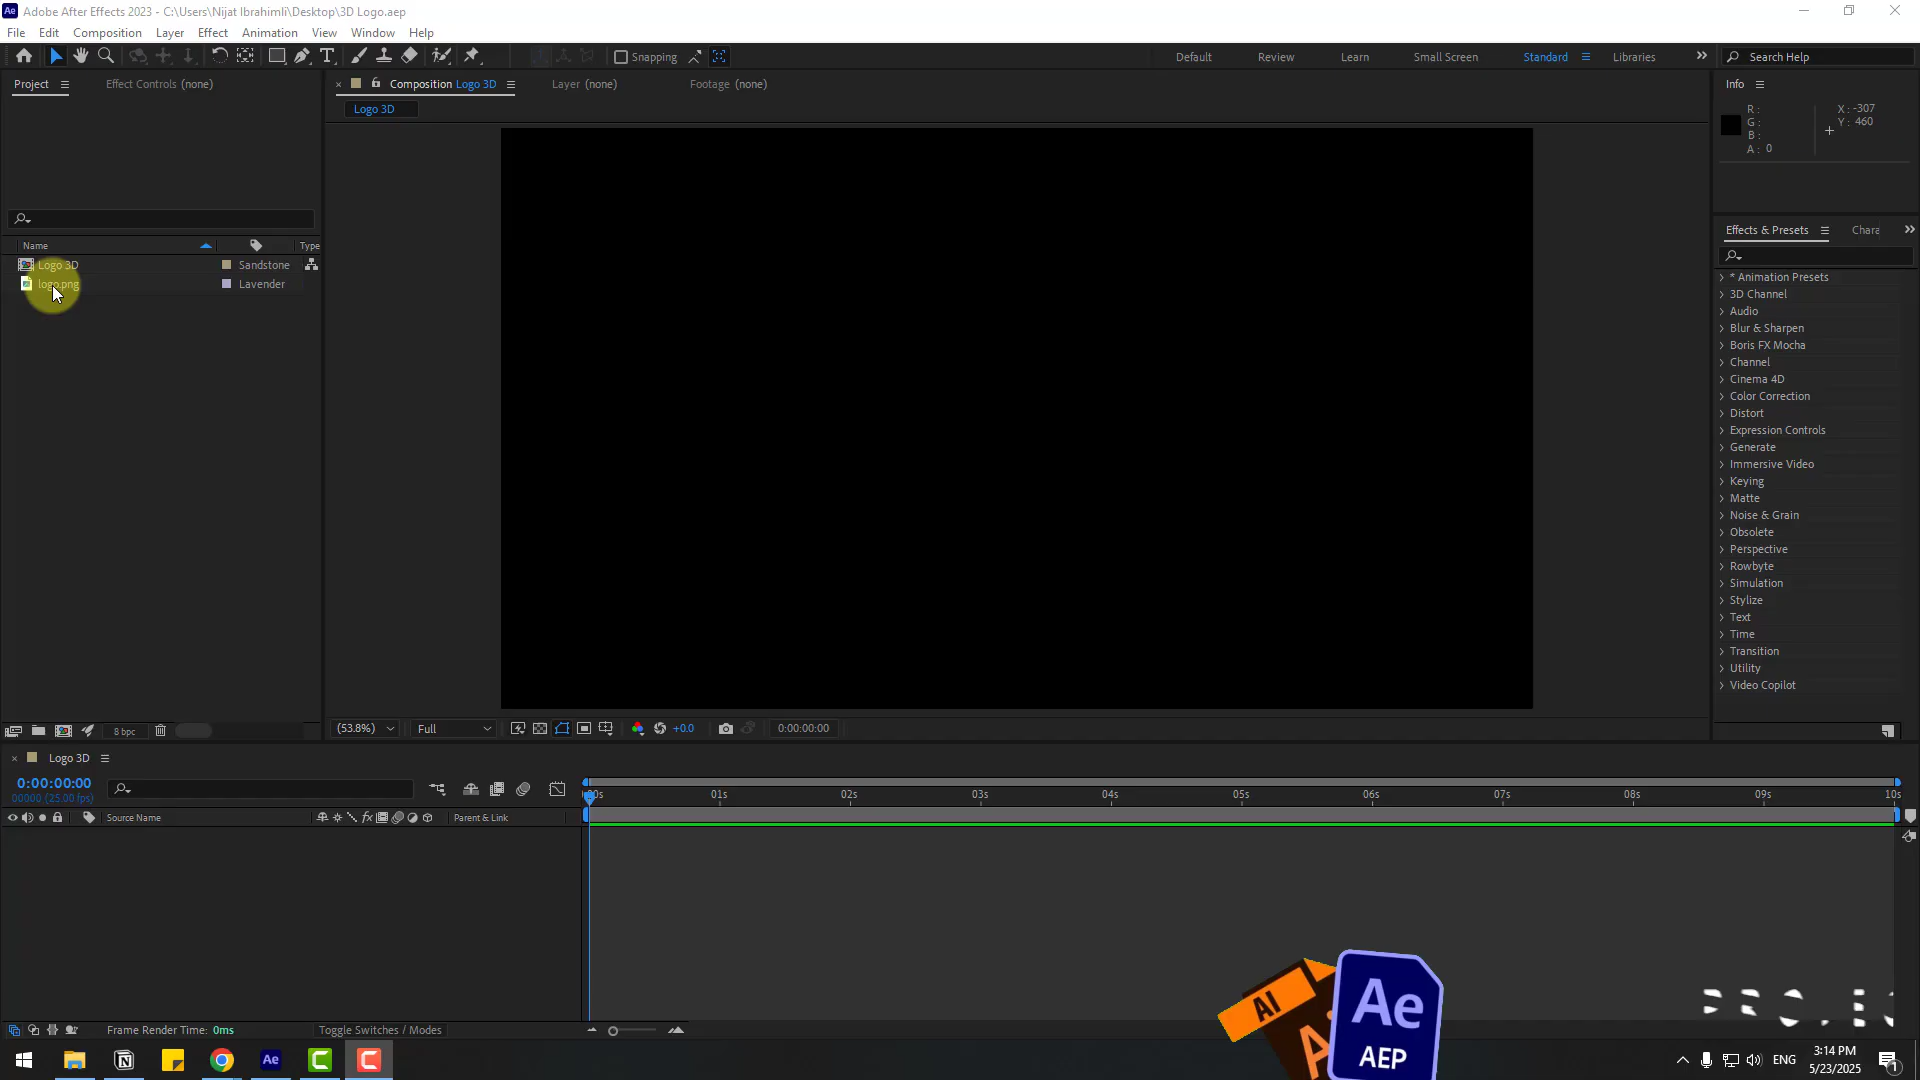 Adobe After Effects 2023 - C:\Users\Nijat Ibrahimli\Desktop\3D Logo.aep
File Edit Composition Layer Effect Animation View Window Help
Snapping
Default Review Learn Small Screen Standard Libraries
Search Help
Project Effect Controls (none)
Composition Logo 3D Layer (none) Footage (none)
Logo 3D
Info
R :
G :
B :
A : 0
X : -307
Y : 460
Name Type
Logo 3D Sandstone
logo.png Lavender
Effects & Presets Chara
* Animation Presets
3D Channel
Audio
Blur & Sharpen
Boris FX Mocha
Channel
Cinema 4D
Color Correction
Distort
Expression Controls
Generate
Immersive Video
Keying
Matte
Noise & Grain
Obsolete
Perspective
Rowbyte
Simulation
Stylize
Text
Time
Transition
Utility
Video Copilot
8 bpc
(53.8%) Full +0.0 0:00:00:00
Logo 3D
0:00:00:00
00000 (25.00 fps)
Source Name Parent & Link
01s 02s 03s 04s 05s 06s 07s 08s 09s 10s
Frame Render Time: 0ms Toggle Switches / Modes
AI
Ae
AEP
Ae
ENG
3:14 PM
5/23/2025
1